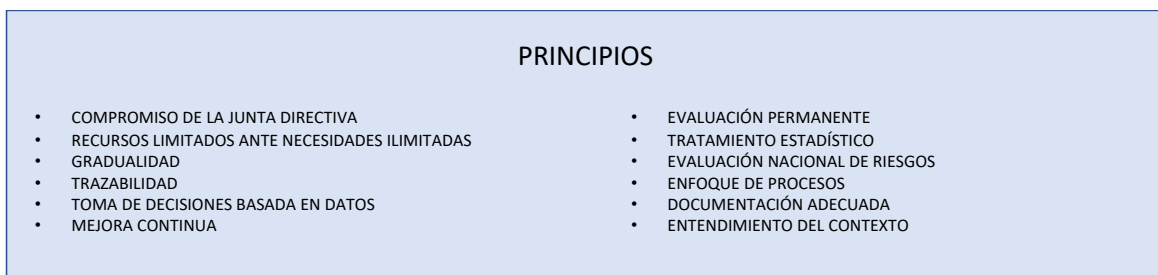 PRINCIPIOS
• COMPROMISO DE LA JUNTA DIRECTIVA
• RECURSOS LIMITADOS ANTE NECESIDADES ILIMITADAS
• GRADUALIDAD
• TRAZABILIDAD
• TOMA DE DECISIONES BASADA EN DATOS
• MEJORA CONTINUA
• EVALUACIÓN PERMANENTE
• TRATAMIENTO ESTADÍSTICO
• EVALUACIÓN NACIONAL DE RIESGOS
• ENFOQUE DE PROCESOS
• DOCUMENTACIÓN ADECUADA
• ENTENDIMIENTO DEL CONTEXTO